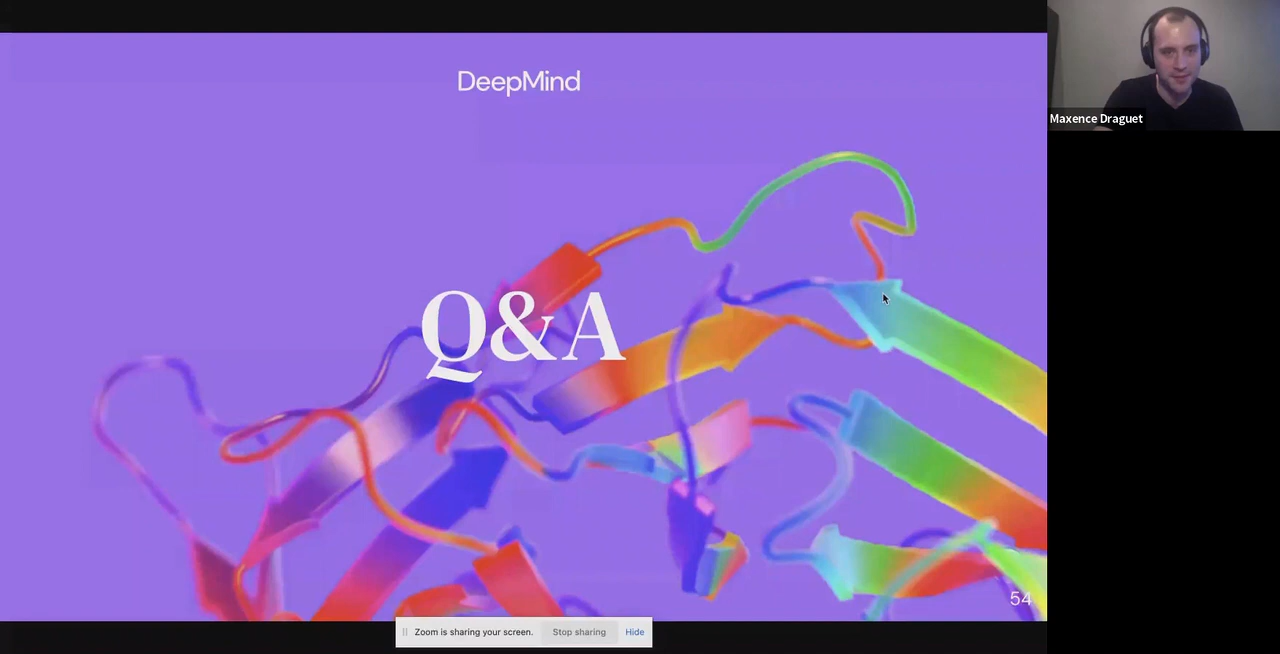 DeepMind
Maxence Draguet
Q&A
54
Zoom is sharing your screen. Stop sharing Hide